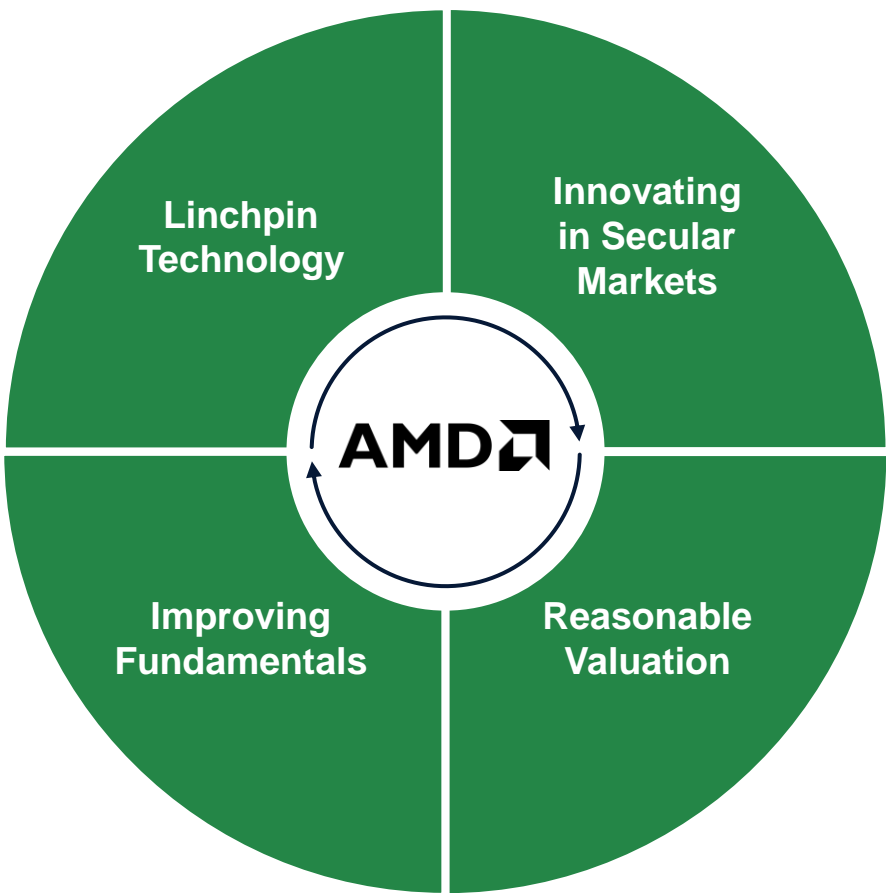 Linchpin
Technology
Innovating
in Secular
Markets
AMD
Improving
Fundamentals
Reasonable
Valuation